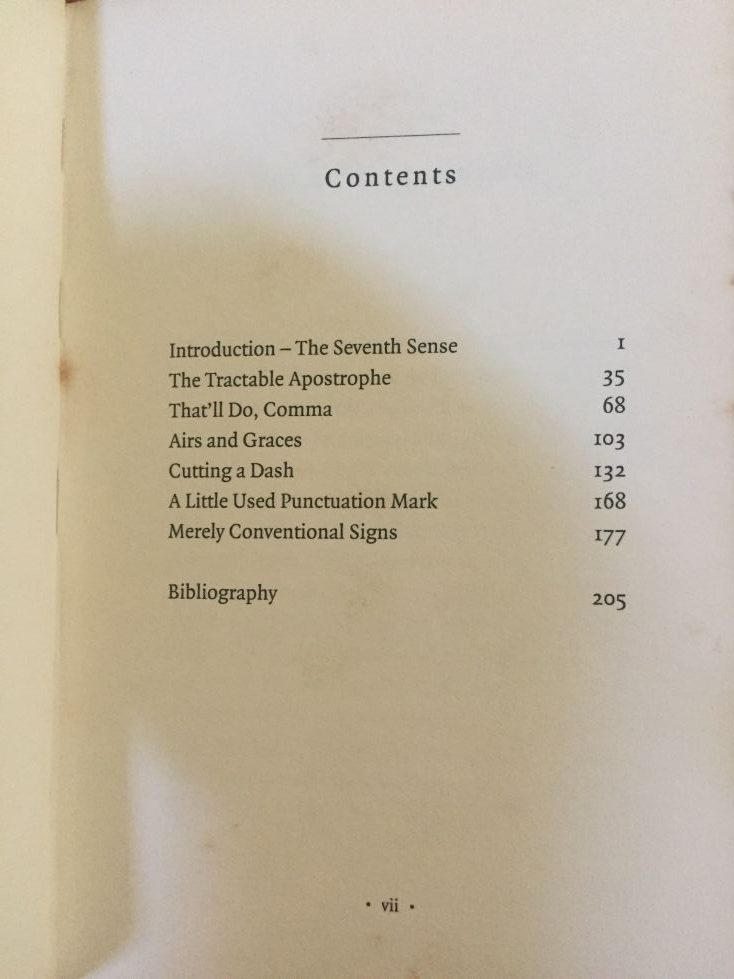 Contents
Introduction – The Seventh Sense 1
The Tractable Apostrophe 35
That'll Do, Comma 68
Airs and Graces 103
Cutting a Dash 132
A Little Used Punctuation Mark 168
Merely Conventional Signs 177
Bibliography 205
• vii •